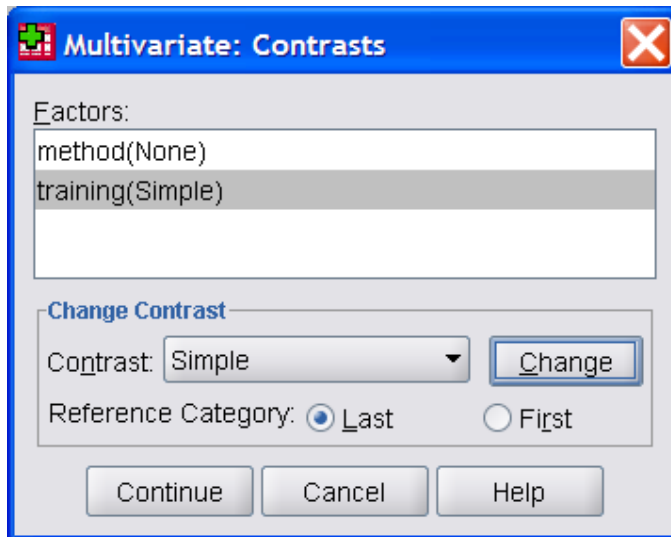 Multivariate: Contrasts
Factors:
method(None)
training(Simple)
Change Contrast
Contrast: Simple Change
Reference Category: Last First
Continue Cancel Help